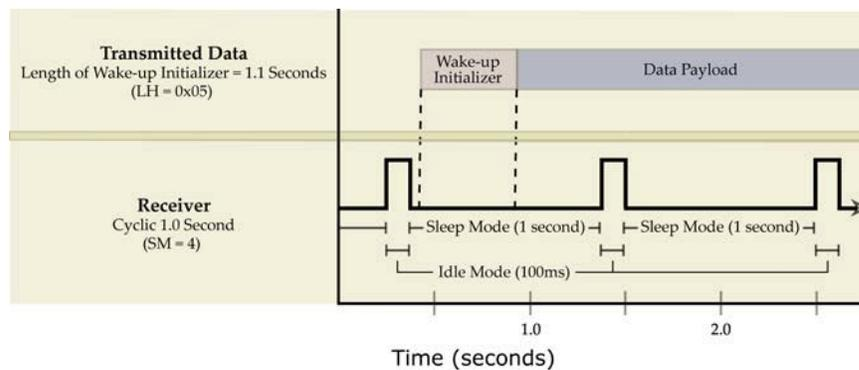 Transmitted Data
Length of Wake-up Initializer = 1.1 Seconds
(LH = 0x05)
Wake-up
Initializer
Data Payload
Receiver
Cyclic 1.0 Second
(SM = 4)
Sleep Mode (1 second)
Sleep Mode (1 second)
Idle Mode (100ms)
1.0
2.0
Time (seconds)